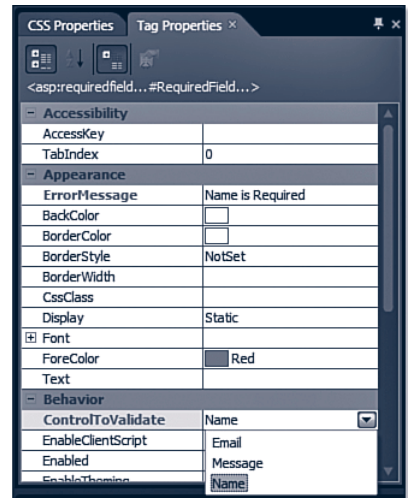 CSS Properties Tag Properties ×
<asp:requiredfield...#RequiredField...>
Accessibility
AccessKey
TabIndex 0
Appearance
ErrorMessage Name is Required
BackColor
BorderColor
BorderStyle NotSet
BorderWidth
CssClass
Display Static
Font
ForeColor Red
Text
Behavior
ControlToValidate Name
EnableClientScript Email
Enabled Message
EnableTheming Name